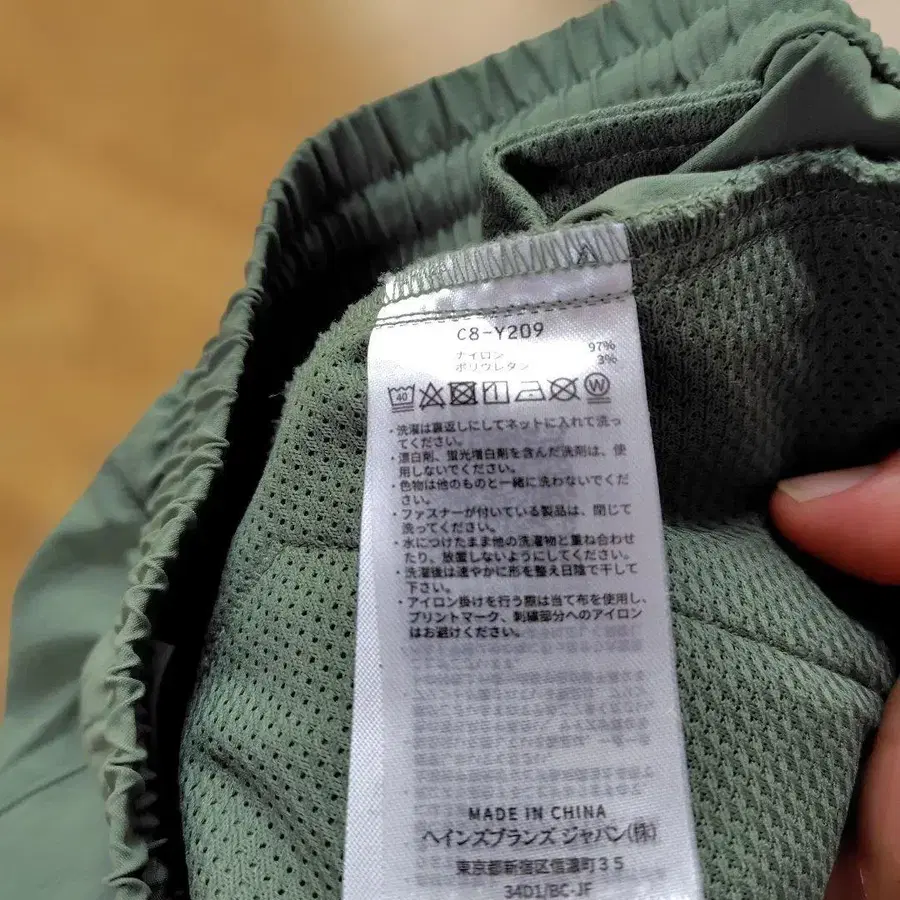 C8-Y209
ナイロン 97%
ポリウレタン 3%
40
W
・洗濯は裏返しにしてネットに入れて洗っ
てください。
・漂白剤、蛍光増白剤を含んだ洗剤は、使
用しないでください。
・色物は他のものと一緒に洗わないでくだ
さい。
・ファスナーが付いている製品は、閉じて
洗ってください。
・水につけたまま他の洗濯物と重ね合わせ
たり、放置しないようにしてください。
・洗濯後は速やかに形を整え日陰で干して
下さい。
・アイロン掛けを行う際は当て布を使用し、
プリントマーク、刺繍部分へのアイロン
はお避けください。
MADE IN CHINA
ヘインズブランズ ジャパン(株)
東京都新宿区信濃町35
34D1/BC-JF